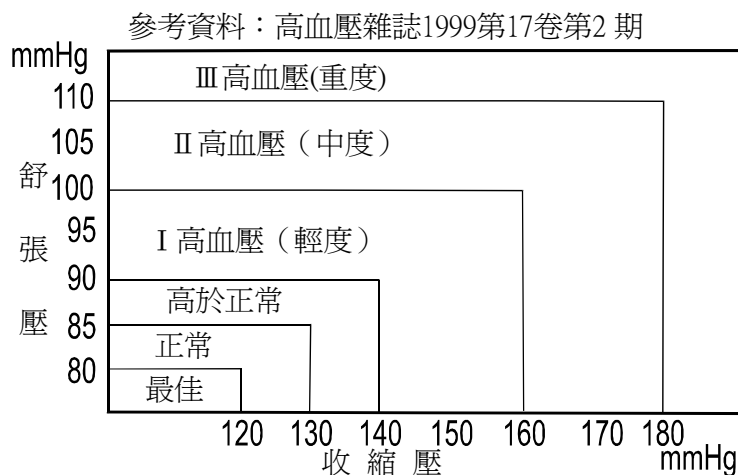 參考資料：高血壓雜誌1999第17卷第2 期
mmHg
Ⅲ高血壓(重度)
110
105
Ⅱ高血壓（中度）
舒
100
95
Ⅰ高血壓（輕度）
張
90
高於正常
壓
85
正常
80
最佳
120 130 140 150 160 170 180
收 縮 壓
mmHg